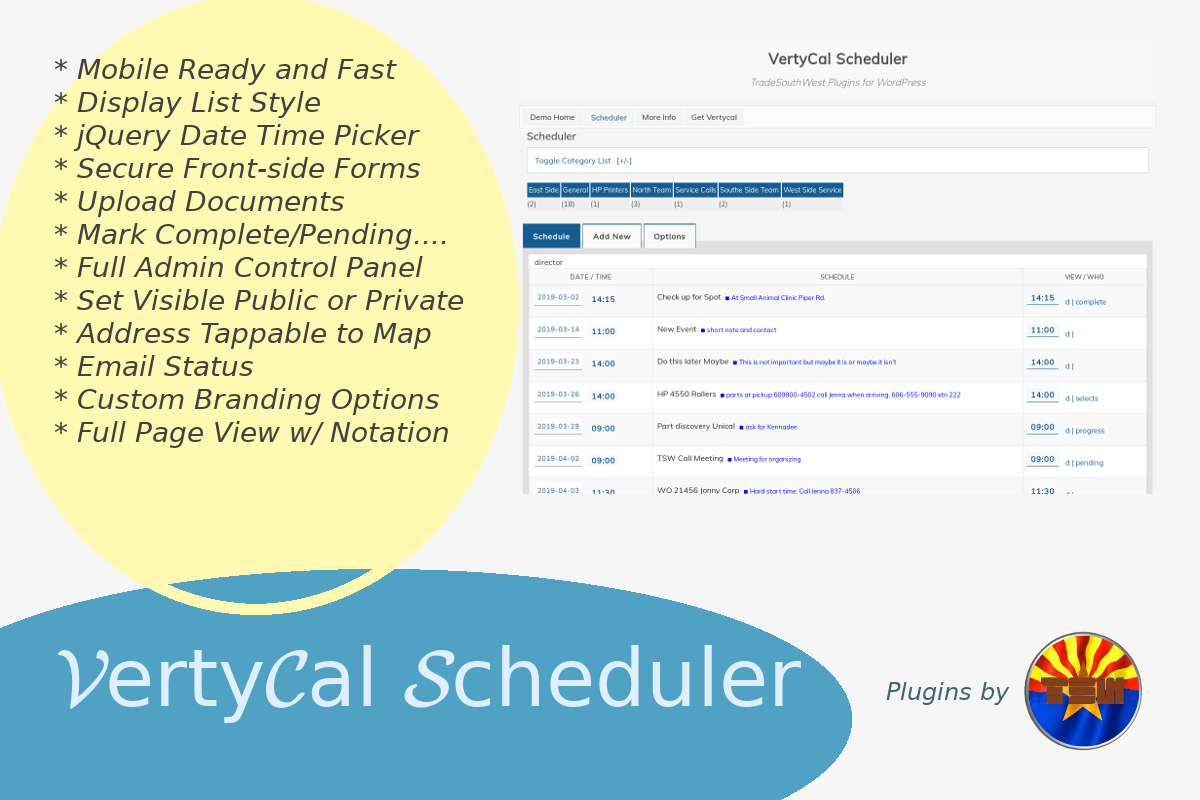 * Mobile Ready and Fast
* Display List Style
* jQuery Date Time Picker
* Secure Front-side Forms
* Upload Documents
* Mark Complete/Pending....
* Full Admin Control Panel
* Set Visible Public or Private
* Address Tappable to Map
* Email Status
* Custom Branding Options
* Full Page View w/ Notation
VertyCal Scheduler
TradeSouthWest Plugins for WordPress
Demo Home Scheduler More Info Get Vertycal
Scheduler
Toggle Category List [+/-]
East Side General HP Printers North Team Service Calls Southe Side Team West Side Service
(2) (18) (1) (3) (1) (2) (1)
Schedule Add New Options
director
DATE / TIME SCHEDULE VIEW / WHO
2019-03-02 14:15 Check up for Spot ■ At Small Animal Clinic Piper Rd. 14:15 d | complete
2019-03-14 11:00 New Event ■ short note and contact 11:00 d |
2019-03-23 14:00 Do this later Maybe ■ This is not important but maybe it is or maybe it isn't 14:00 d |
2019-03-26 14:00 HP 4550 Rollers ■ parts at pickup 609900-4502 call Jenna when arriving. 606-555-9090 xtn 222 14:00 d | selects
2019-03-29 09:00 Part discovery Unical ■ ask for Kennadee 09:00 d | progress
2019-04-02 09:00 TSW Call Meeting ■ Meeting for organizing 09:00 d | pending
2019-04-03 11:30 WO 21456 Jonny Corp ■ Hard start time. Call Jenna 837-4506 11:30 d |
VertyCal Scheduler
Plugins by
TSW